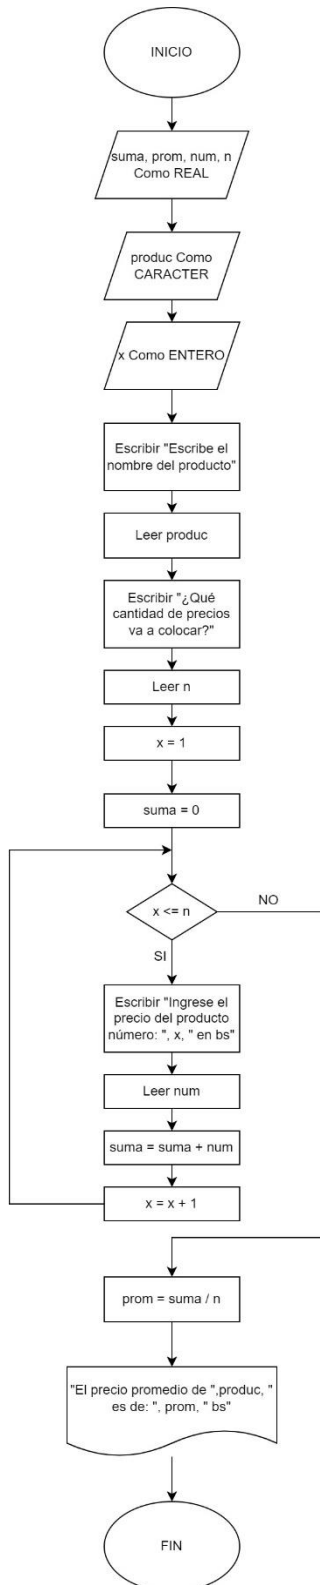 INICIO
suma, prom, num, n
Como REAL
produc Como
CARACTER
x Como ENTERO
Escribir "Escribe el
nombre del producto"
Leer produc
Escribir "¿Qué
cantidad de precios
va a colocar?"
Leer n
x = 1
suma = 0
x <= n
NO
SI
Escribir "Ingrese el
precio del producto
número: ", x, " en bs"
Leer num
suma = suma + num
x = x + 1
prom = suma / n
"El precio promedio de ",produc, "
es de: ", prom, " bs"
FIN